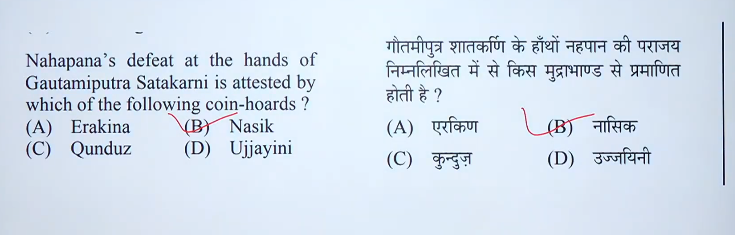 Nahapana's defeat at the hands of
Gautamiputra Satakarni is attested by
which of the following coin-hoards ?
(A) Erakina (B) Nasik
(C) Qunduz (D) Ujjayini
गौतमीपुत्र शातकर्णि के हाँथों नहपान की पराजय
निम्नलिखित में से किस मुद्राभाण्ड से प्रमाणित
होती है ?
(A) एरकिण (B) नासिक
(C) कुन्दुज़ (D) उज्जयिनी